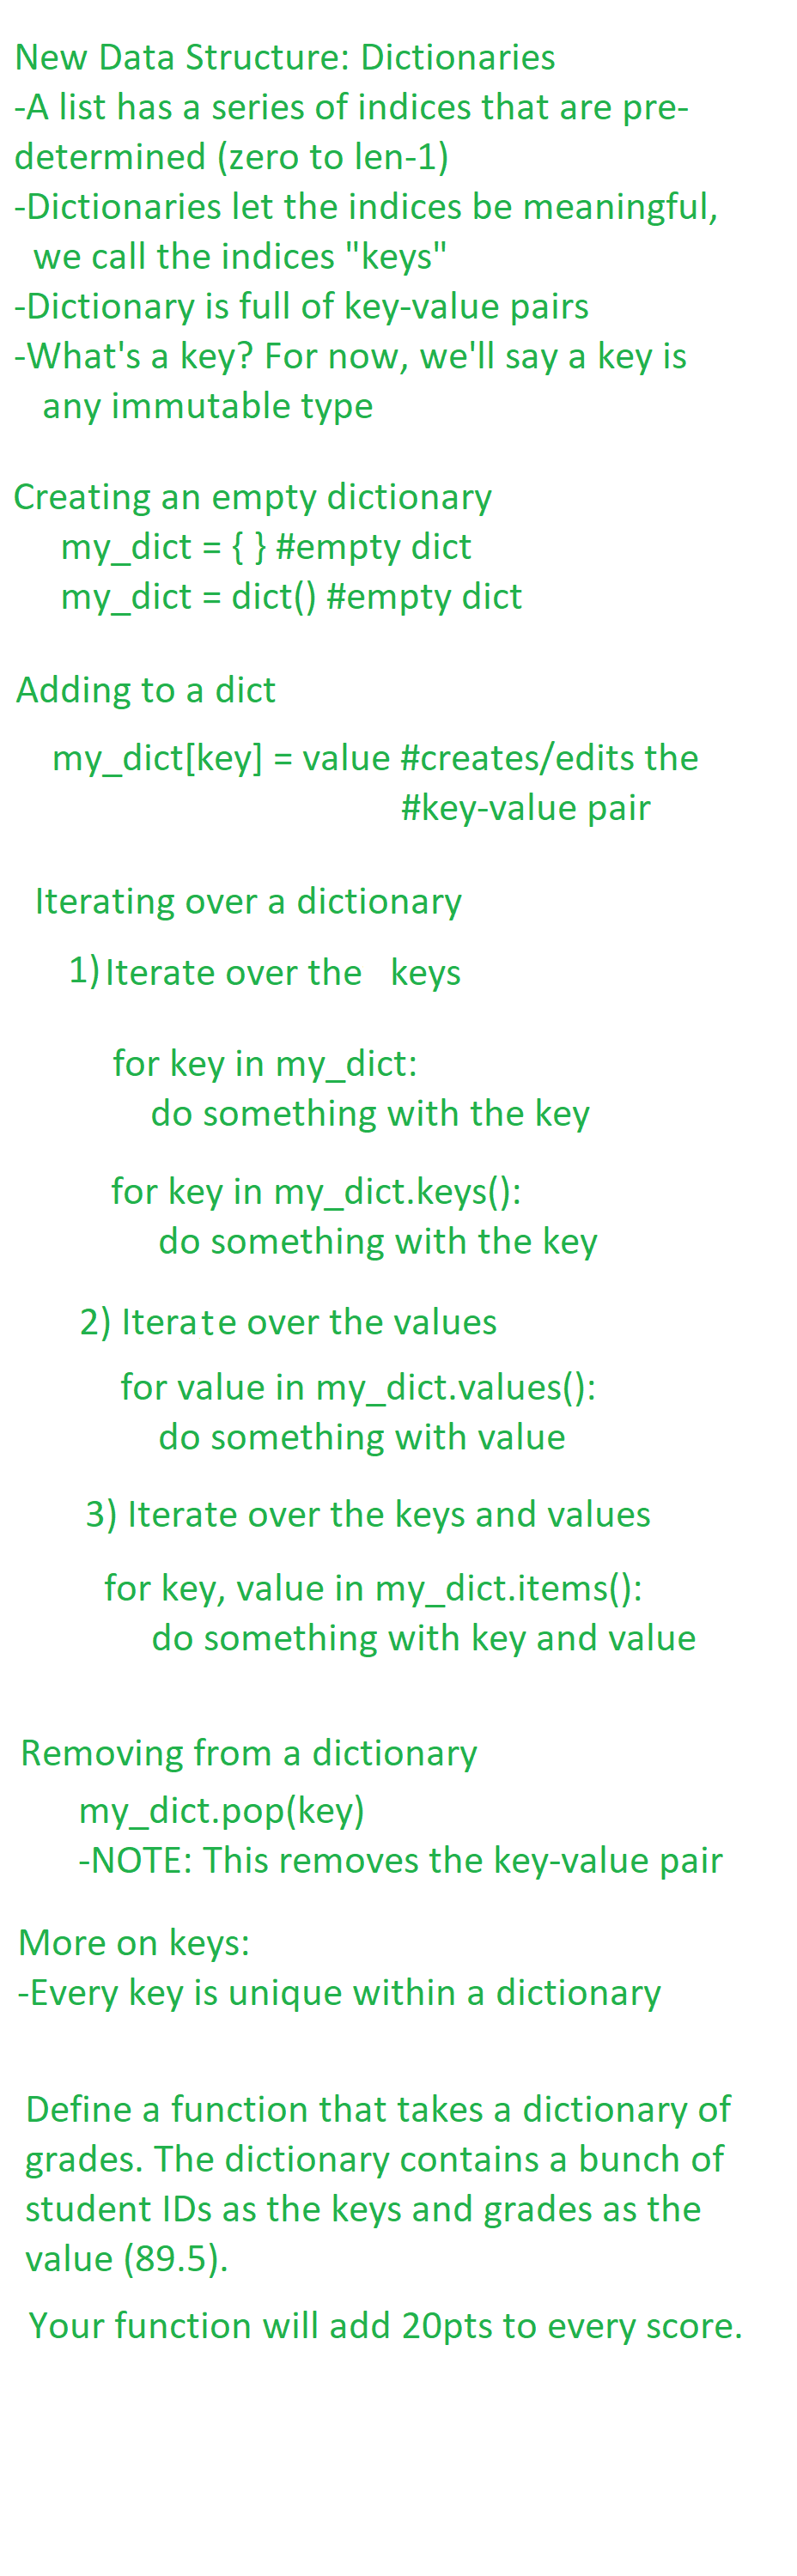 New Data Structure: Dictionaries
-A list has a series of indices that are pre-
determined (zero to len-1)
-Dictionaries let the indices be meaningful,
we call the indices "keys"
-Dictionary is full of key-value pairs
-What's a key? For now, we'll say a key is
any immutable type
Creating an empty dictionary
my_dict = { } #empty dict
my_dict = dict() #empty dict
Adding to a dict
my_dict[key] = value #creates/edits the
#key-value pair
Iterating over a dictionary
1) Iterate over the keys
for key in my_dict:
do something with the key
for key in my_dict.keys():
do something with the key
2) Iterate over the values
for value in my_dict.values():
do something with value
3) Iterate over the keys and values
for key, value in my_dict.items():
do something with key and value
Removing from a dictionary
my_dict.pop(key)
-NOTE: This removes the key-value pair
More on keys:
-Every key is unique within a dictionary
Define a function that takes a dictionary of
grades. The dictionary contains a bunch of
student IDs as the keys and grades as the
value (89.5).
Your function will add 20pts to every score.